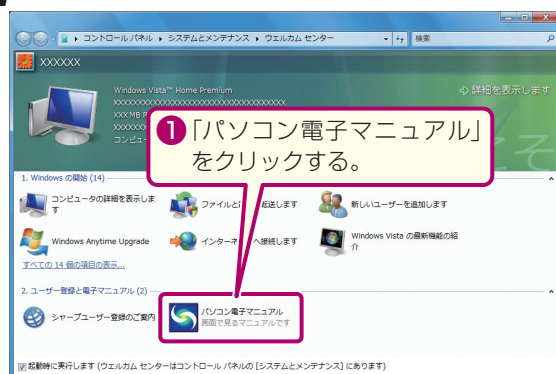 コントロール パネル ▸ システムとメンテナンス ▸ ウェルカム センター
検索
XXXXXX
Windows Vista™ Home Premium
詳細を表示します
XXX MB R
コンピュー
❶「パソコン電子マニュアル」
をクリックする。
1. Windows の開始 (14)
コンピュータの詳細を表示しま
す
ファイルと
転送します
新しいユーザーを追加します
Windows Anytime Upgrade
インターネ
へ接続します
Windows Vista の最新機能の紹
介
すべての 14 個の項目の表示...
2. ユーザー登録と電子マニュアル (2)
シャープユーザー登録のご案内
パソコン電子マニュアル
画面で見るマニュアルです
起動時に実行します (ウェルカム センターはコントロール パネルの [システムとメンテナンス] にあります)